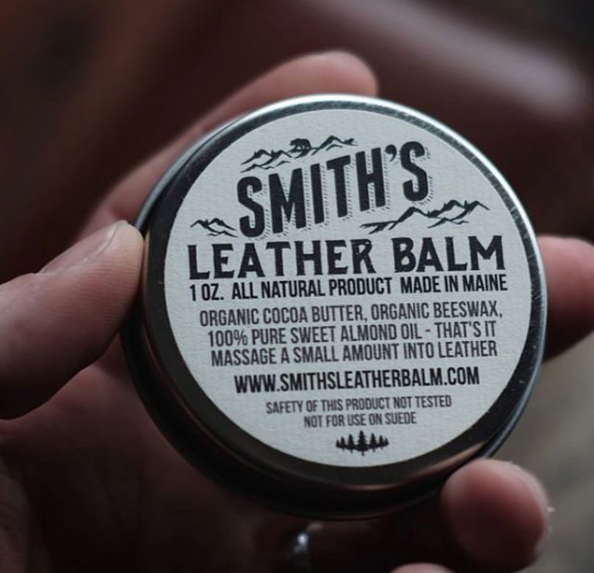 SMITH'S
LEATHER BALM
1 OZ. ALL NATURAL PRODUCT MADE IN MAINE
ORGANIC COCOA BUTTER, ORGANIC BEESWAX,
100% PURE SWEET ALMOND OIL - THAT'S IT
MASSAGE A SMALL AMOUNT INTO LEATHER
WWW.SMITHSLEATHERBALM.COM
SAFETY OF THIS PRODUCT NOT TESTED
NOT FOR USE ON SUEDE